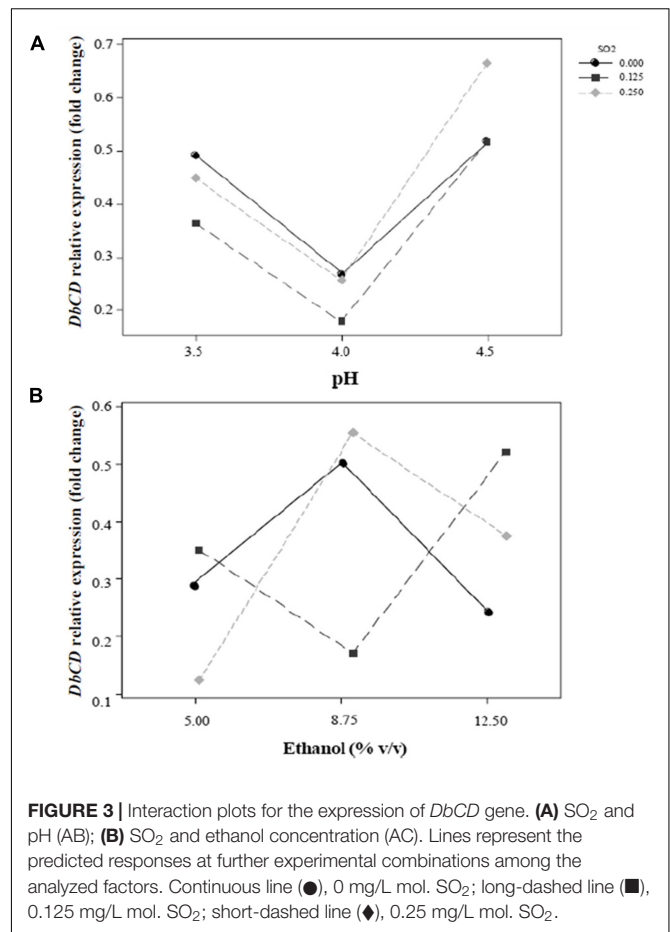 A
DbCD relative expression (fold change)
0.7
0.6
0.5
0.4
0.3
0.2
3.5 4.0 4.5
pH
SO2
0.000
0.125
0.250
B
DbCD relative expression (fold change)
0.6
0.5
0.4
0.3
0.2
0.1
5.00 8.75 12.50
Ethanol (% v/v)
FIGURE 3 | Interaction plots for the expression of DbCD gene. (A) SO₂ and
pH (AB); (B) SO₂ and ethanol concentration (AC). Lines represent the
predicted responses at further experimental combinations among the
analyzed factors. Continuous line (●), 0 mg/L mol. SO₂; long-dashed line (■),
0.125 mg/L mol. SO₂; short-dashed line (♦), 0.25 mg/L mol. SO₂.